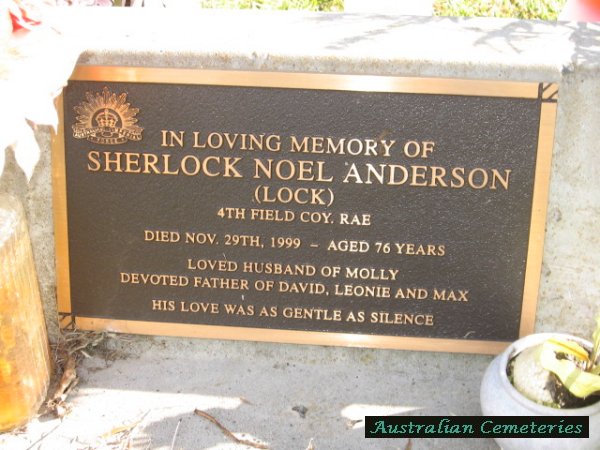 IN LOVING MEMORY OF
SHERLOCK NOEL ANDERSON
(LOCK)
4TH FIELD COY. RAE
DIED NOV. 29TH, 1999 – AGED 76 YEARS
LOVED HUSBAND OF MOLLY
DEVOTED FATHER OF DAVID, LEONIE AND MAX
HIS LOVE WAS AS GENTLE AS SILENCE
Australian Cemeteries